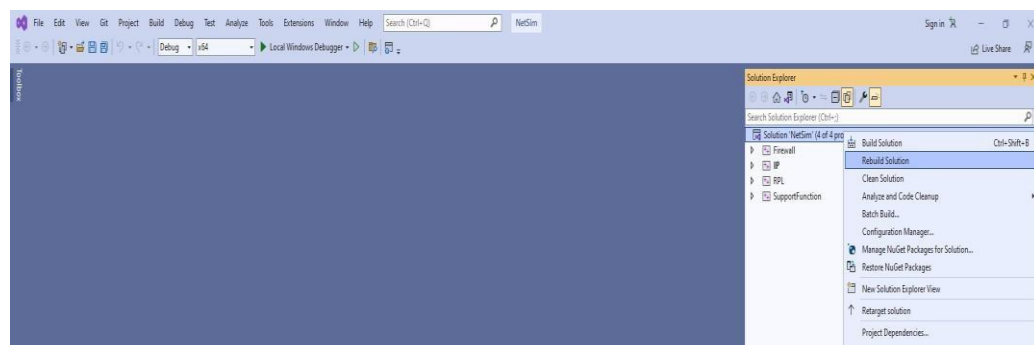 File Edit View Git Project Build Debug Test Analyze Tools Extensions Window Help Search (Ctrl+Q) NetSim Sign in
Debug x64 Local Windows Debugger Live Share
Toolbox
Solution Explorer
Search Solution Explorer (Ctrl+;)
Solution 'NetSim' (4 of 4 pro
Firewall
IP
RPL
SupportFunction
Build Solution Ctrl+Shift+B
Rebuild Solution
Clean Solution
Analyze and Code Cleanup
Batch Build...
Configuration Manager...
Manage NuGet Packages for Solution...
Restore NuGet Packages
New Solution Explorer View
Retarget solution
Project Dependencies...